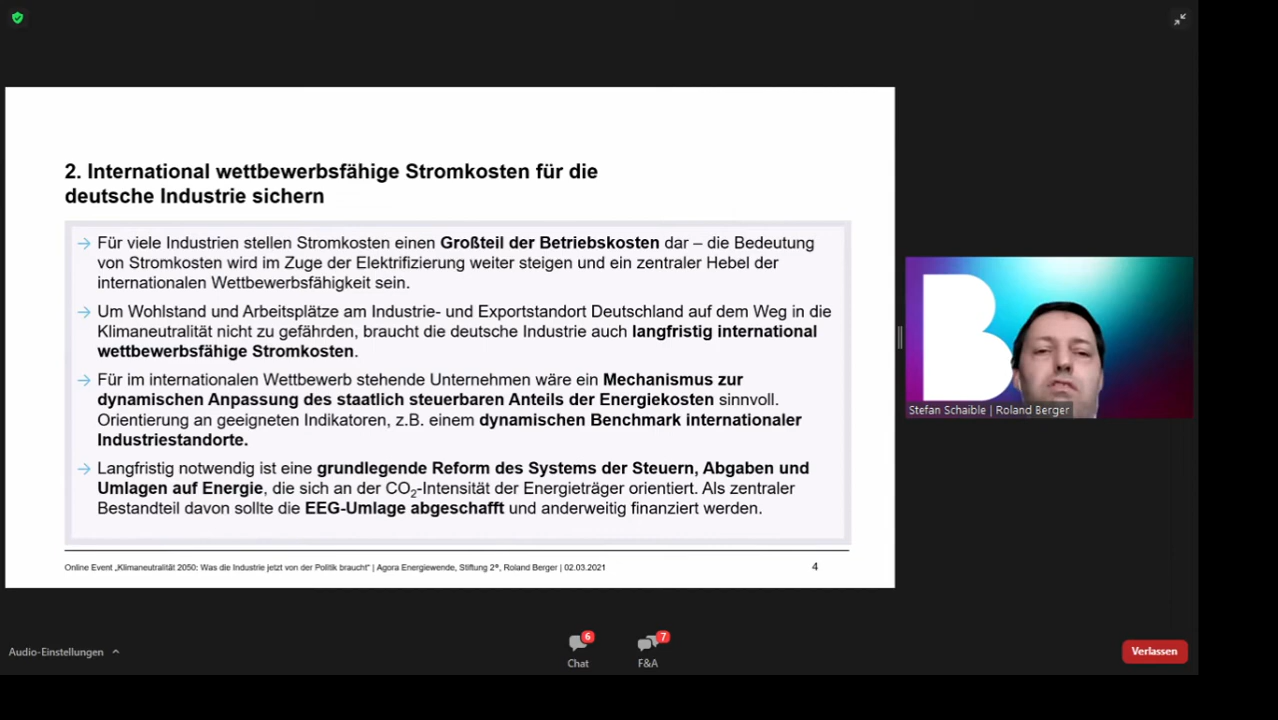 2. International wettbewerbsfähige Stromkosten für die
deutsche Industrie sichern
→ Für viele Industrien stellen Stromkosten einen Großteil der Betriebskosten dar – die Bedeutung
von Stromkosten wird im Zuge der Elektrifizierung weiter steigen und ein zentraler Hebel der
internationalen Wettbewerbsfähigkeit sein.
→ Um Wohlstand und Arbeitsplätze am Industrie- und Exportstandort Deutschland auf dem Weg in die
Klimaneutralität nicht zu gefährden, braucht die deutsche Industrie auch langfristig international
wettbewerbsfähige Stromkosten.
→ Für im internationalen Wettbewerb stehende Unternehmen wäre ein Mechanismus zur
dynamischen Anpassung des staatlich steuerbaren Anteils der Energiekosten sinnvoll.
Orientierung an geeigneten Indikatoren, z.B. einem dynamischen Benchmark internationaler
Industriestandorte.
→ Langfristig notwendig ist eine grundlegende Reform des Systems der Steuern, Abgaben und
Umlagen auf Energie, die sich an der CO₂-Intensität der Energieträger orientiert. Als zentraler
Bestandteil davon sollte die EEG-Umlage abgeschafft und anderweitig finanziert werden.
Online Event „Klimaneutralität 2050: Was die Industrie jetzt von der Politik braucht“ | Agora Energiewende, Stiftung 2°, Roland Berger | 02.03.2021
4
B
Stefan Schaible | Roland Berger
Audio-Einstellungen
6
Chat
7
F&A
Verlassen